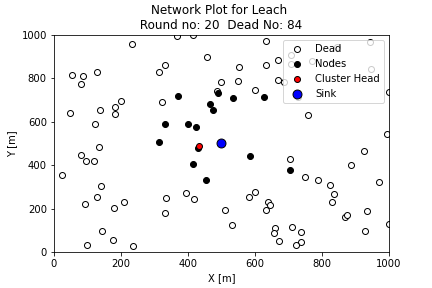 Network Plot for Leach
Round no: 20 Dead No: 84
Dead
Nodes
Cluster Head
Sink
Y [m]
1000
800
600
400
200
0
0 200 400 600 800 1000
X [m]